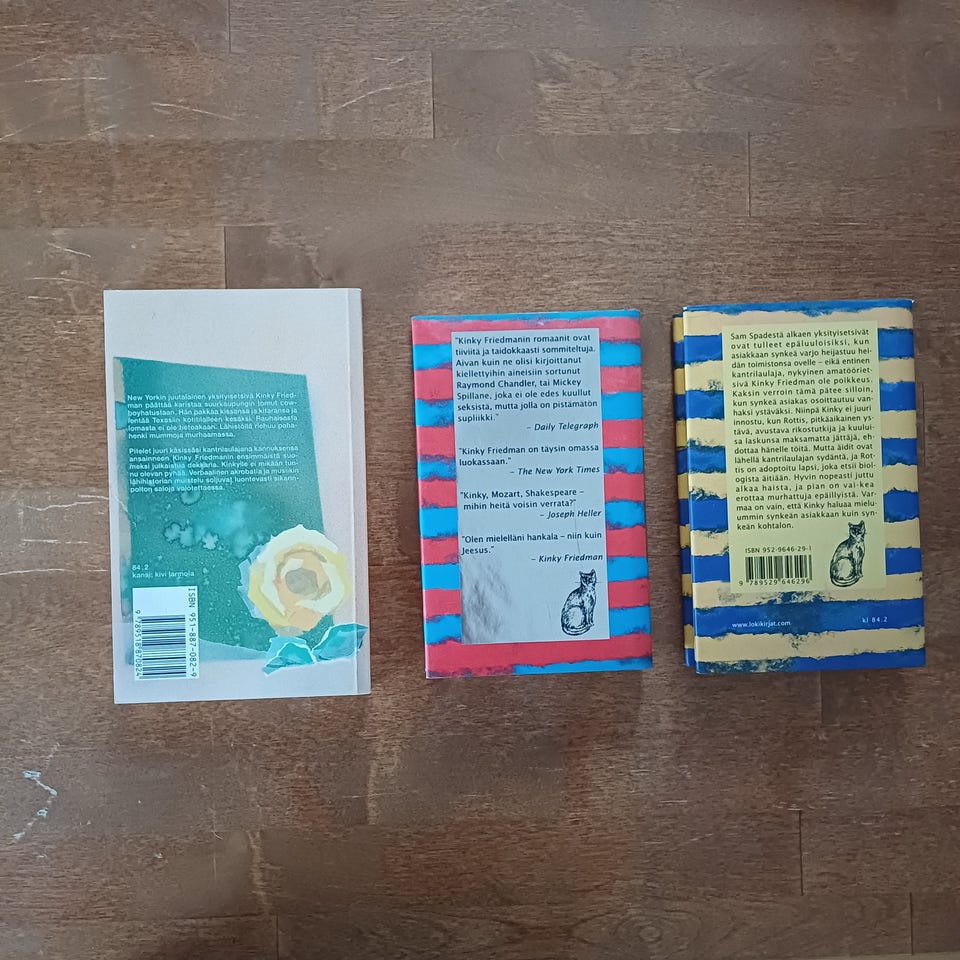 New Yorkin juutalainen yksityisetsivä Kinky Fried-
man päättää karistaa suurkaupungin tomut cow-
boyhatustaan. Hän pakkaa kissansa ja kitaransa ja
lentää Texasiin kotitilalleen kesäksi. Rauhaisasta
lomasta ei ole tietoakaan. Lähistöllä riehuu paha-
henki mummoja murhaamassa.
Pitelet juuri käsissäsi kantrilaulajana kannuksensa
ansainneen Kinky Friedmanin ensimmäistä suo-
meksi julkaistua dekkaria. Kinkylle ei mikään tun-
nu olevan pyhää. Verbaalinen akrobatia ja musiikin
lähihistorian muistelu soljuvat luontevasti sikarin-
polton saloja valotettaessa.
84.2
kansi: kivi larmola
ISBN 951-887-082-9
9 789518 870824
"Kinky Friedmanin romaanit ovat
tiiviitä ja taidokkaasti sommiteltuja.
Aivan kuin ne olisi kirjoittanut
kiellettyihin aineisiin sortunut
Raymond Chandler, tai Mickey
Spillane, joka ei ole edes kuullut
seksistä, mutta jolla on pistämätön
supliikki."
– Daily Telegraph
"Kinky Friedman on täysin omassa
luokassaan."
– The New York Times
"Kinky, Mozart, Shakespeare –
mihin heitä voisin verrata?"
– Joseph Heller
"Olen mielelläni hankala – niin kuin
Jeesus."
– Kinky Friedman
Sam Spadestä alkaen yksityisetsivät
ovat tulleet epäluuloisiksi, kun
asiakkaan synkeä varjo heijastuu hei-
dän toimistonsa ovelle – eikä entinen
kantrilaulaja, nykyinen amatööriet-
sivä Kinky Friedman ole poikkeus.
Kaksin verroin tämä pätee silloin,
kun synkeä asiakas osoittautuu van-
haksi ystäväksi. Niinpä Kinky ei juuri
innostu, kun Rottis, pitkäaikainen ys-
tävä, avustava rikostutkija ja kuului-
sa laskunsa maksamatta jättäjä, eh-
dottaa hänelle töitä. Mutta äidit ovat
lähellä kantrilaulajan sydäntä, ja Rot-
tis on adoptoitu lapsi, joka etsii biol-
ogista äitiään. Hyvin nopeasti juttu
alkaa haista, ja pian on vaikea
erottaa murhattuja epäillyistä. Var-
maa on vain, että Kinky haluaa mielu-
ummin synkeän asiakkaan kuin syn-
keän kohtalon.
ISBN 952-9646-29-1
9 789529 646296
www.lokikirjat.com
kl 84.2